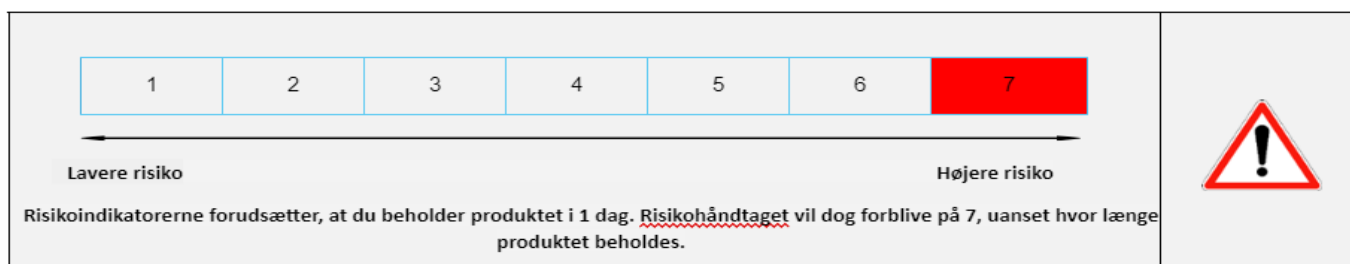 1 2 3 4 5 6 7
Lavere risiko Højere risiko
Risikoindikatorerne forudsætter, at du beholder produktet i 1 dag. Risikohåndtaget vil dog forblive på 7, uanset hvor længe
produktet beholdes.